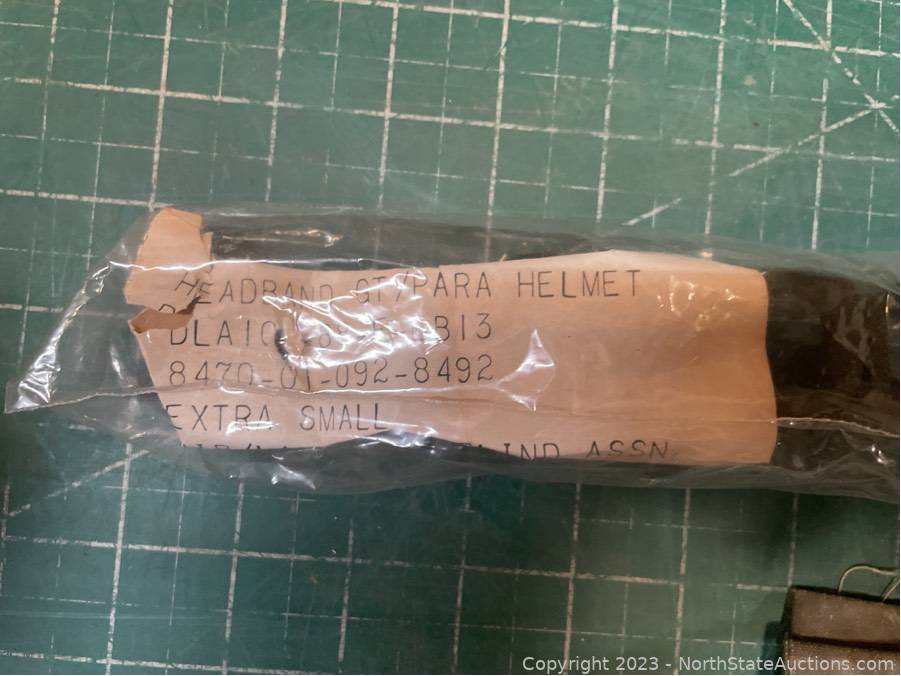 HEADBAND GT/PARA HELMET
8470-01-092-8492
EXTRA SMALL
IND ASSN
Copyright 2023 - NorthStateAuctions.com